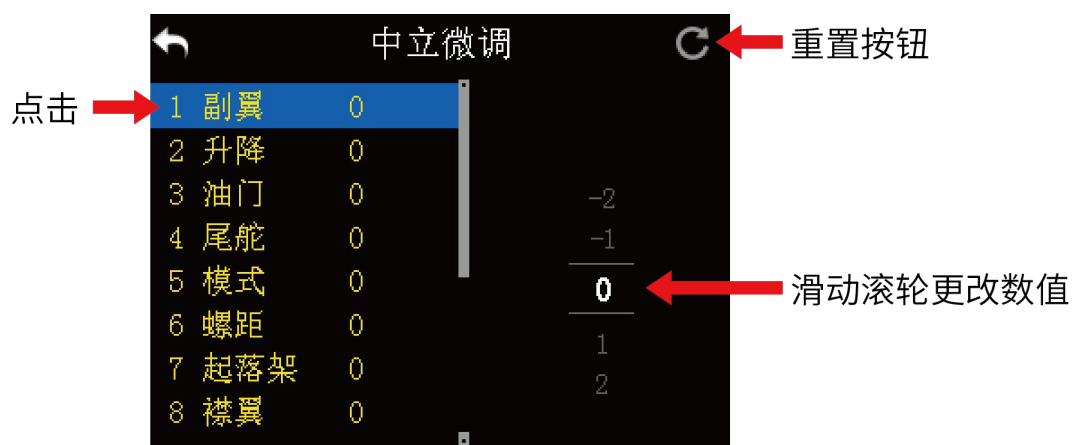 中立微调
重置按钮
点击
1 副翼 0
2 升降 0
3 油门 0
4 尾舵 0
5 模式 0
6 螺距 0
7 起落架 0
8 襟翼 0
-2
-1
0
滑动滚轮更改数值
1
2